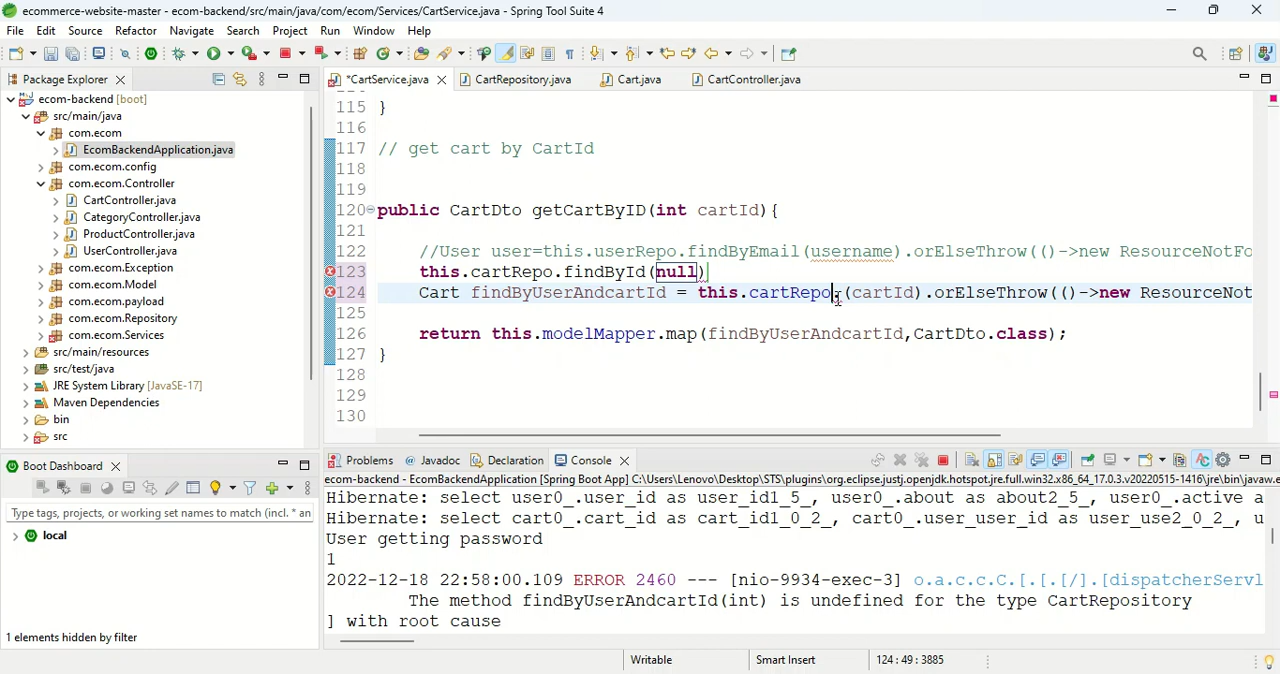 ecommerce-website-master - ecom-backend/src/main/java/com/ecom/Services/CartService.java - Spring Tool Suite 4
File Edit Source Refactor Navigate Search Project Run Window Help
Package Explorer
*CartService.java CartRepository.java Cart.java CartController.java
ecom-backend [boot]
src/main/java
com.ecom
EcomBackendApplication.java
com.ecom.config
com.ecom.Controller
CartController.java
CategoryController.java
ProductController.java
UserController.java
com.ecom.Exception
com.ecom.Model
com.ecom.payload
com.ecom.Repository
com.ecom.Services
src/main/resources
src/test/java
JRE System Library [JavaSE-17]
Maven Dependencies
bin
src
115 }
116
117 // get cart by CartId
118
119
120 public CartDto getCartByID(int cartId){
121
122 //User user=this.userRepo.findByEmail(username).orElseThrow(()->new ResourceNotFo
123 this.cartRepo.findById(null)
124 Cart findByUserAndcartId = this.cartRepo.(cartId).orElseThrow(()->new ResourceNot
125
126 return this.modelMapper.map(findByUserAndcartId,CartDto.class);
127 }
128
129
130
Boot Dashboard
Type tags, projects, or working set names to match (incl. * an
local
1 elements hidden by filter
Problems @ Javadoc Declaration Console
ecom-backend - EcomBackendApplication [Spring Boot App] C:\Users\Lenovo\Desktop\STS\plugins\org.eclipse.justj.openjdk.hotspot.jre.full.win32.x86_64_17.0.3.v20220515-1416\jre\bin\javaw.e
Hibernate: select user0_.user_id as user_id1_5_, user0_.about as about2_5_, user0_.active a
Hibernate: select cart0_.cart_id as cart_id1_0_2_, cart0_.user_user_id as user_use2_0_2_, u
User getting password
1
2022-12-18 22:58:00.109 ERROR 2460 --- [nio-9934-exec-3] o.a.c.c.C.[.[.[/].[dispatcherServl
The method findByUserAndcartId(int) is undefined for the type CartRepository
] with root cause
Writable Smart Insert 124 : 49 : 3885